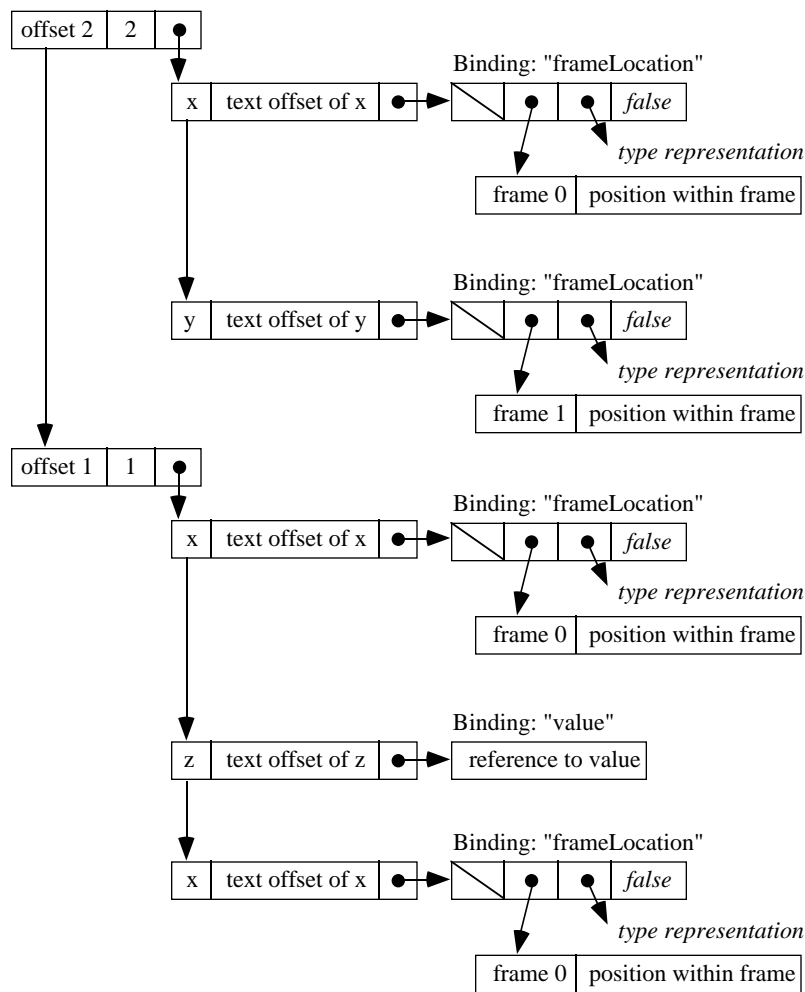 offset 2 2
Binding: "frameLocation"
x text offset of x false
type representation
frame 0 position within frame
Binding: "frameLocation"
y text offset of y false
type representation
frame 1 position within frame
offset 1 1
Binding: "frameLocation"
x text offset of x false
type representation
frame 0 position within frame
Binding: "value"
z text offset of z reference to value
Binding: "frameLocation"
x text offset of x false
type representation
frame 0 position within frame